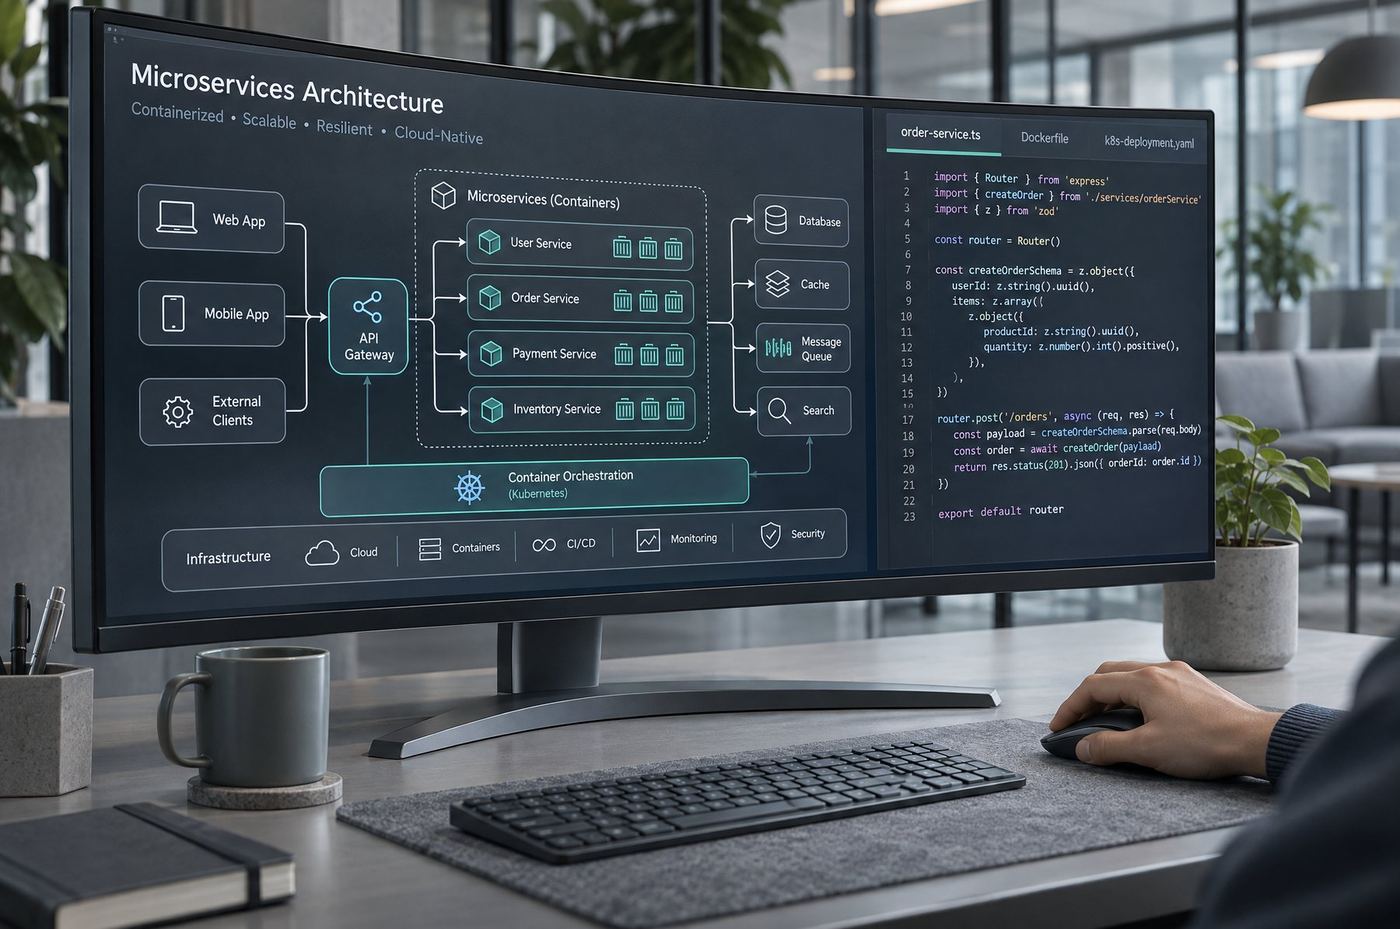 Microservices Architecture
Containerized • Scalable • Resilient • Cloud-Native
Web App
Mobile App
External
Clients
API
Gateway
Microservices (Containers)
User Service
Order Service
Payment Service
Inventory Service
Database
Cache
Message
Queue
Search
Container Orchestration
(Kubernetes)
Infrastructure
Cloud
Containers
CI/CD
Monitoring
Security
order-service.ts
Dockerfile
k8s-deployment.yaml
1 import { Router } from 'express'
2 import { createOrder } from './services/orderService'
3 import { z } from 'zod'
4
5 const router = Router()
6
7 const createOrderSchema = z.object({
8 userId: z.string().uuid(),
9 items: z.array({
10 z.object({
11 productId: z.string().uuid(),
12 quantity: z.number().int().positive(),
13 }),
14 ),
15 })
17 router.post('/orders', async (req, res) => {
18 const payload = createOrderSchema.parse(req.body)
19 const order = await createOrder(paylaad)
20 return res.status(201).json({ orderId: order.id })
21 })
22
23 export default router